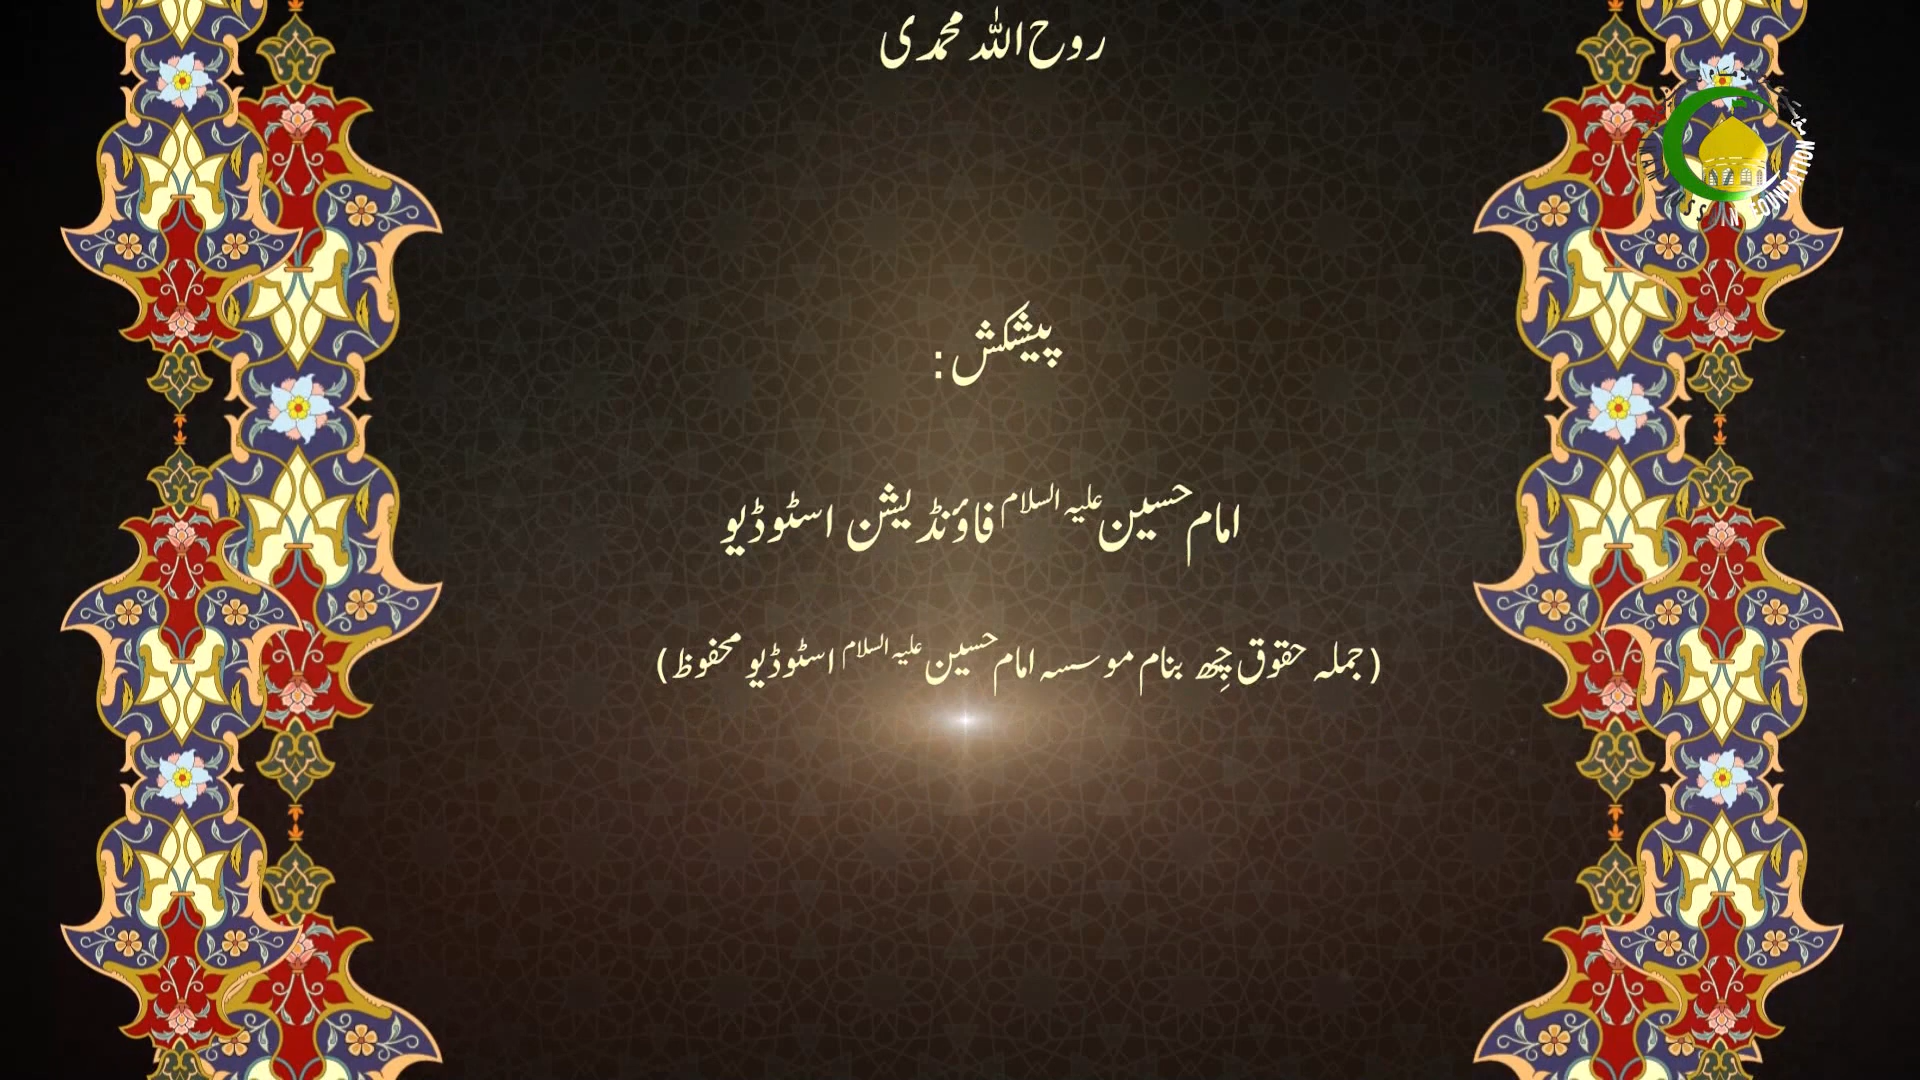 روح اللہ محمدی
پیشکش :
امام حسین علیہ السلام فاؤنڈیشن اسٹوڈیو
(جملہ حقوق چِھ بنام موسسہ امام حسین علیہ السلام اسٹوڈیو محفوظ)
FOUNDATION